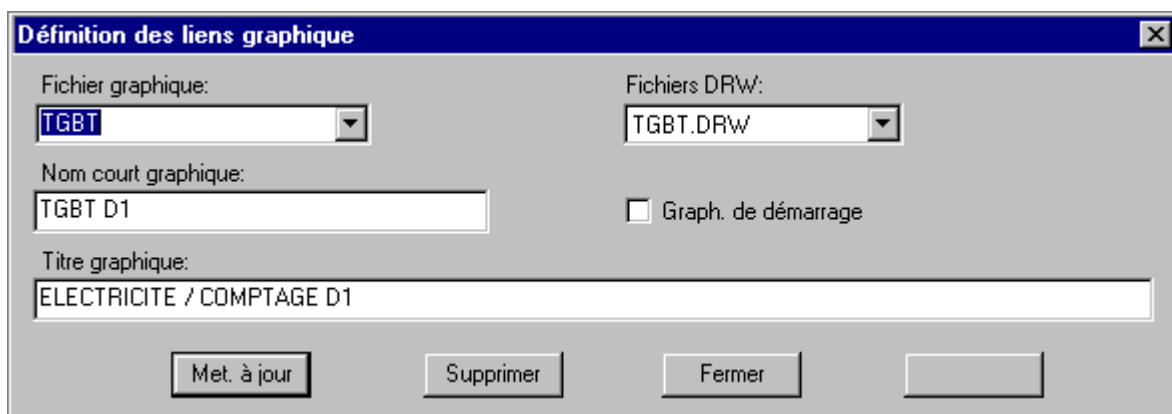 Définition des liens graphique
Fichier graphique:
Fichiers DRW:
TGBT
TGBT.DRW
Nom court graphique:
TGBT D1
Graph. de démarrage
Titre graphique:
ELECTRICITE / COMPTAGE D1
Met. à jour
Supprimer
Fermer